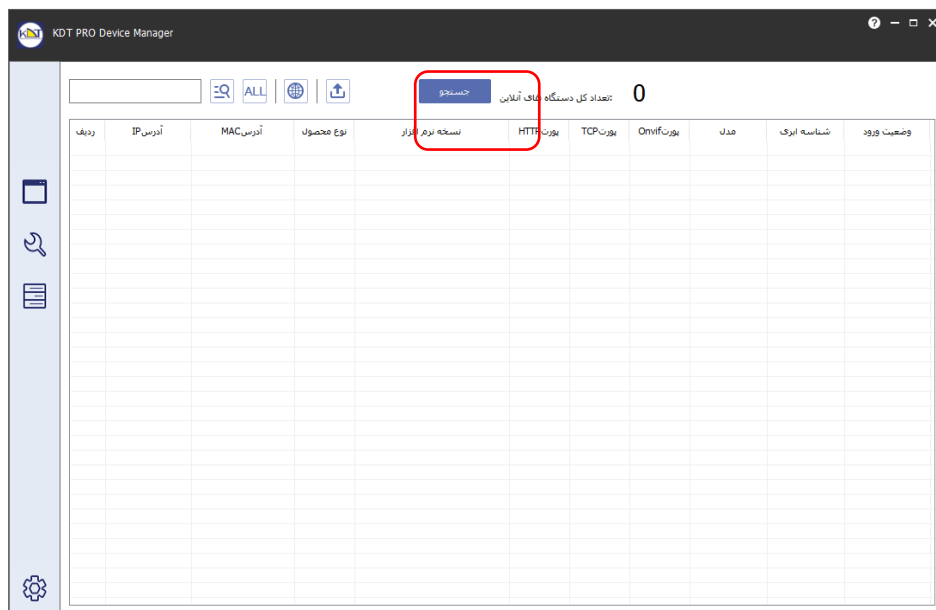 KDT KDT PRO Device Manager
ALL جستجو تعداد کل دستگاه های آنلاین: 0
ردیف آدرسIP آدرسMAC نوع محصول نسخه نرم افزار پورتHTTP پورتTCP پورتOnvif مدل شناسه ابری وضعیت ورود